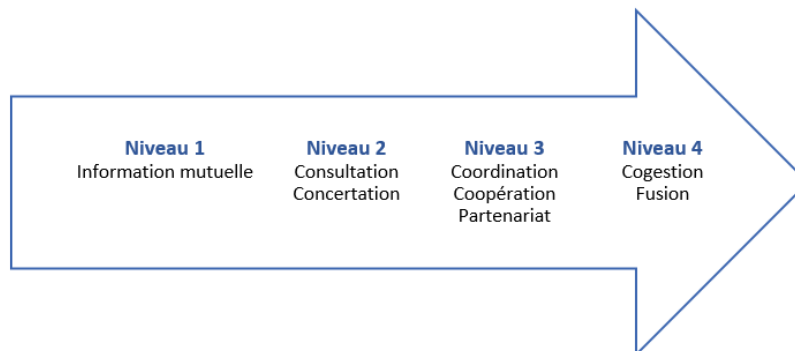 Niveau 1
Information mutuelle
Niveau 2
Consultation
Concertation
Niveau 3
Coordination
Coopération
Partenariat
Niveau 4
Cogestion
Fusion